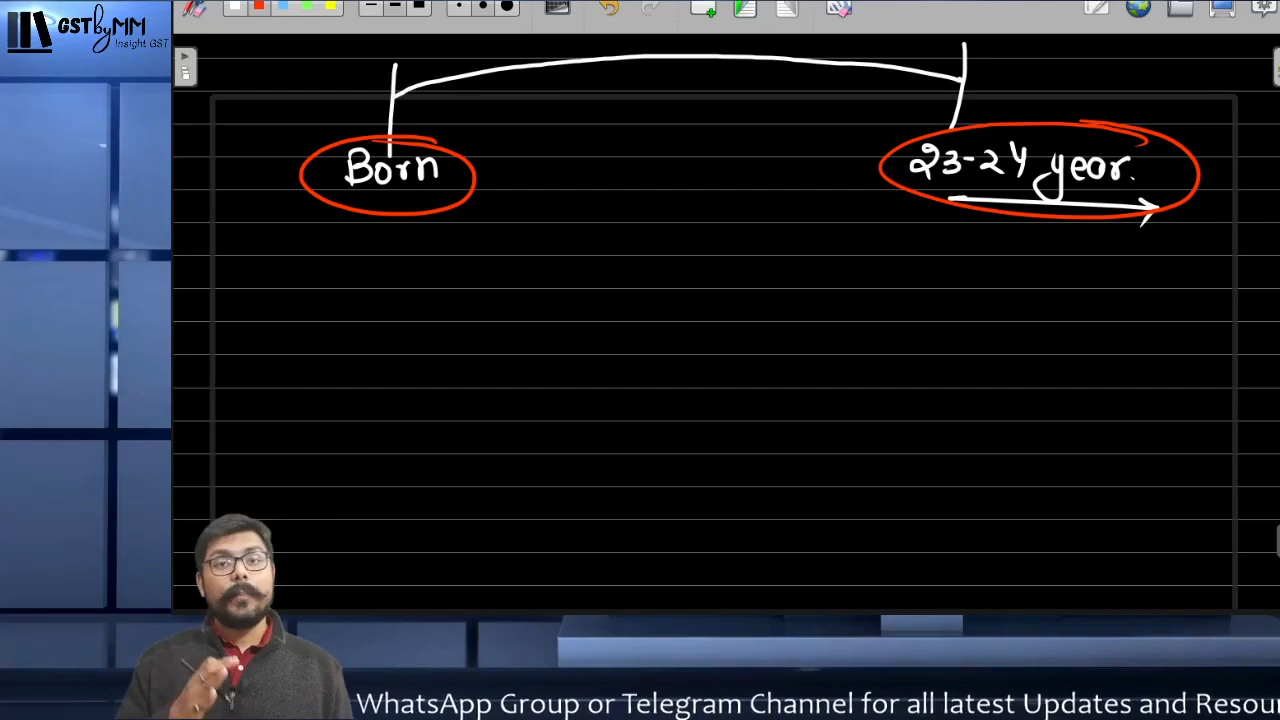 GSTbyMM
Insight GST
Born
23-24 year.
WhatsApp Group or Telegram Channel for all latest Updates and Resou